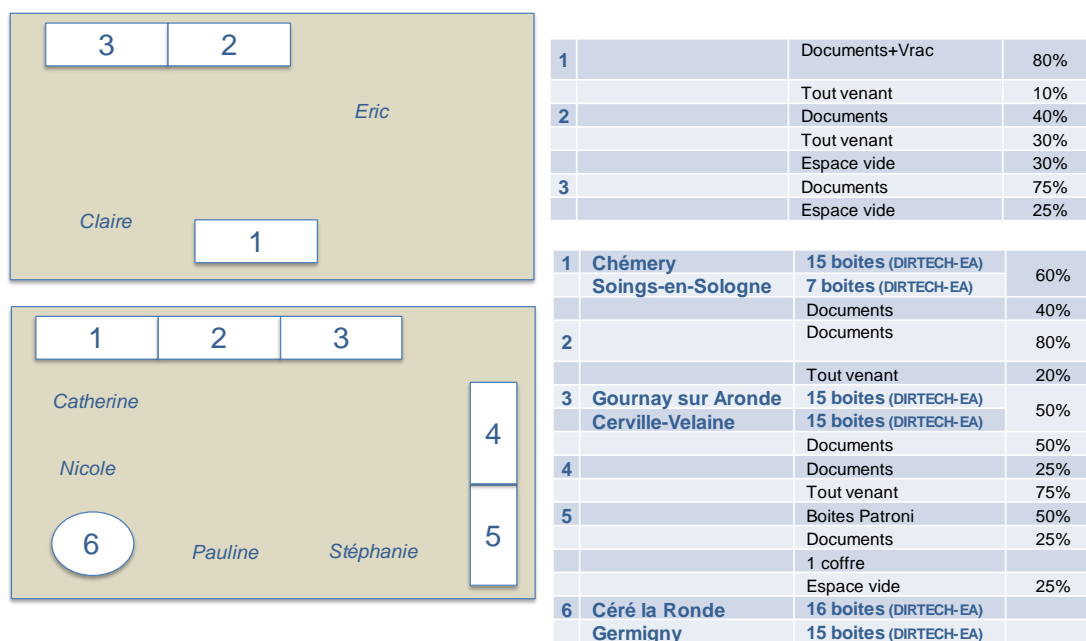 3 2
Eric
Claire
1
1 Documents+Vrac 80%
Tout venant 10%
2 Documents 40%
Tout venant 30%
Espace vide 30%
3 Documents 75%
Espace vide 25%
1 2 3
Catherine
4
Nicole
6 Pauline Stéphanie 5
1 Chémery 15 boites (DIRTECH-EA) 60%
Soings-en-Sologne 7 boites (DIRTECH-EA)
Documents 40%
2 Documents 80%
Tout venant 20%
3 Gournay sur Aronde 15 boites (DIRTECH-EA) 50%
Cerville-Velaine 15 boites (DIRTECH-EA)
Documents 50%
4 Documents 25%
Tout venant 75%
5 Boites Patroni 50%
Documents 25%
1 coffre
Espace vide 25%
6 Céré la Ronde 16 boites (DIRTECH-EA)
Germigny 15 boites (DIRTECH-EA)